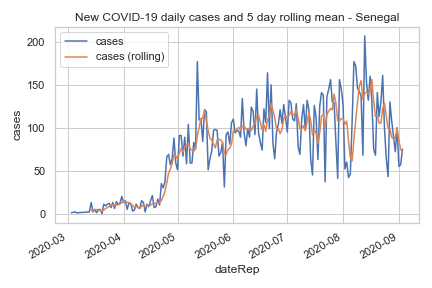 New COVID-19 daily cases and 5 day rolling mean - Senegal
cases
cases (rolling)
200
150
100
50
0
cases
2020-03
2020-04
2020-05
2020-06
2020-07
2020-08
2020-09
dateRep